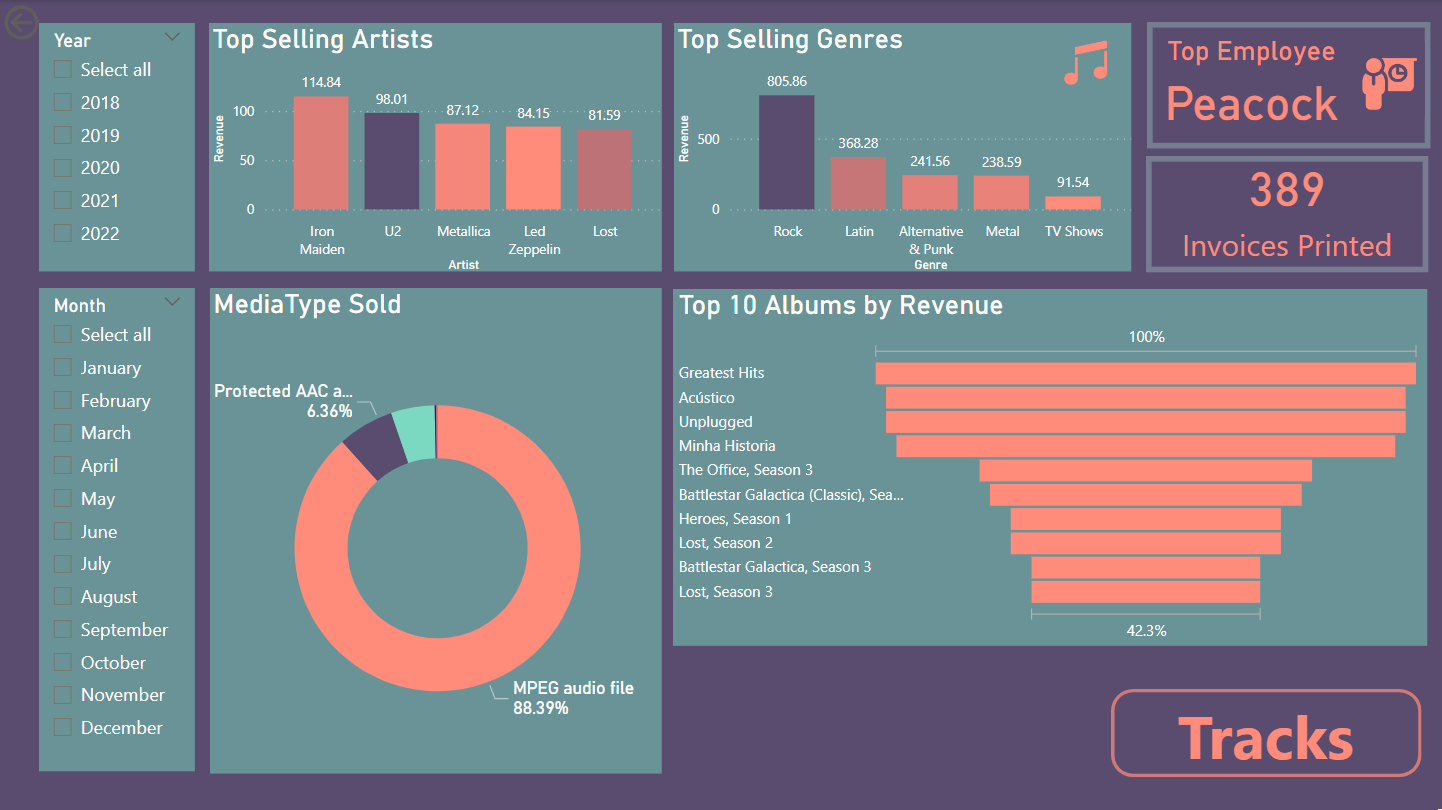 Year
Select all
2018
2019
2020
2021
2022
Top Selling Artists
Revenue
100
50
0
114.84
98.01
87.12
84.15
81.59
Iron
Maiden
U2
Metallica
Led
Zeppelin
Lost
Artist
Top Selling Genres
Revenue
500
0
805.86
368.28
241.56
238.59
91.54
Rock
Latin
Alternative
& Punk
Metal
TV Shows
Genre
Top Employee
Peacock
389
Invoices Printed
Month
Select all
January
February
March
April
May
June
July
August
September
October
November
December
MediaType Sold
Protected AAC a...
6.36%
MPEG audio file
88.39%
Top 10 Albums by Revenue
100%
Greatest Hits
Acústico
Unplugged
Minha Historia
The Office, Season 3
Battlestar Galactica (Classic), Sea...
Heroes, Season 1
Lost, Season 2
Battlestar Galactica, Season 3
Lost, Season 3
42.3%
Tracks